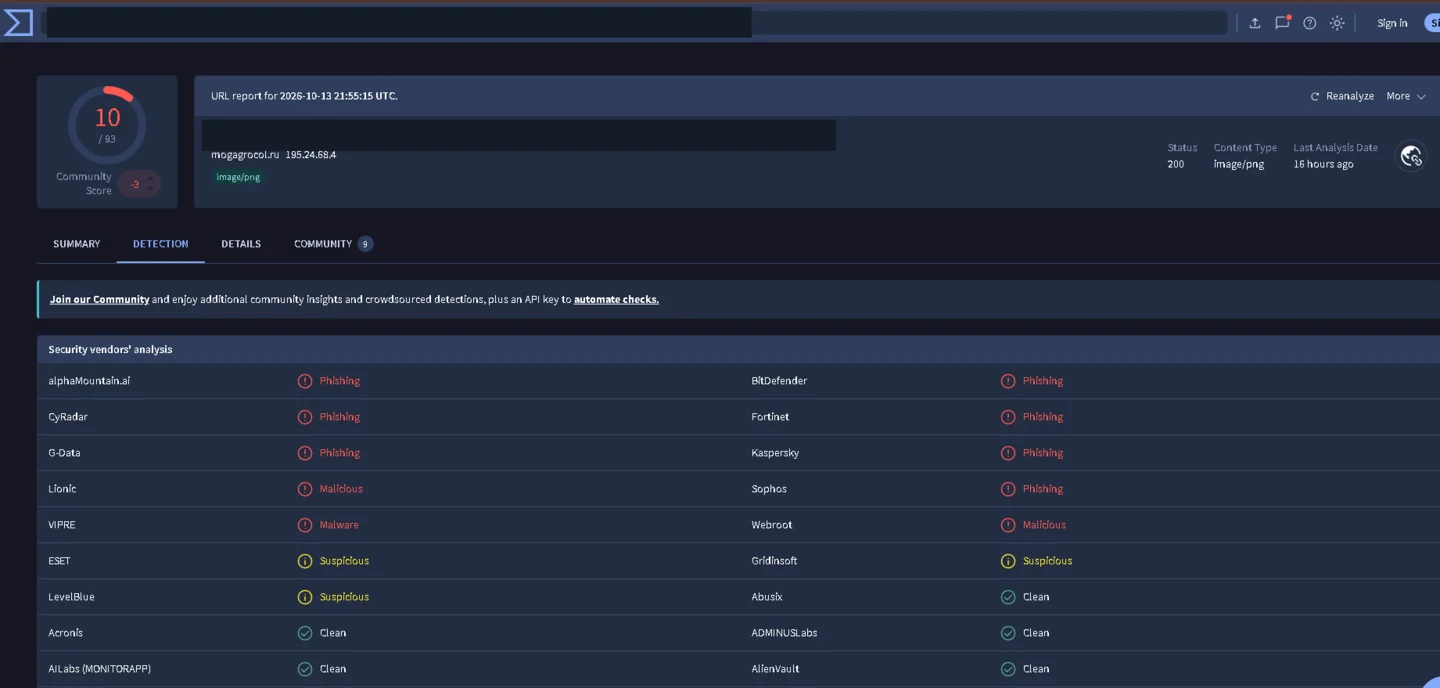 Sign in
10
/ 93
Community
Score
-3
URL report for 2026-10-13 21:55:15 UTC.
Reanalyze
More
mogagrocol.ru 195.24.68.4
image/png
Status
200
Content Type
image/png
Last Analysis Date
16 hours ago
SUMMARY
DETECTION
DETAILS
COMMUNITY 9
Join our Community and enjoy additional community insights and crowdsourced detections, plus an API key to automate checks.
Security vendors' analysis
alphaMountain.ai Phishing BitDefender Phishing
CyRadar Phishing Fortinet Phishing
G-Data Phishing Kaspersky Phishing
Lionic Malicious Sophos Phishing
VIPRE Malware Webroot Malicious
ESET Suspicious Gridinsoft Suspicious
LevelBlue Suspicious Abusix Clean
Acronis Clean ADMINUSLabs Clean
AILabs (MONITORAPP) Clean AlienVault Clean